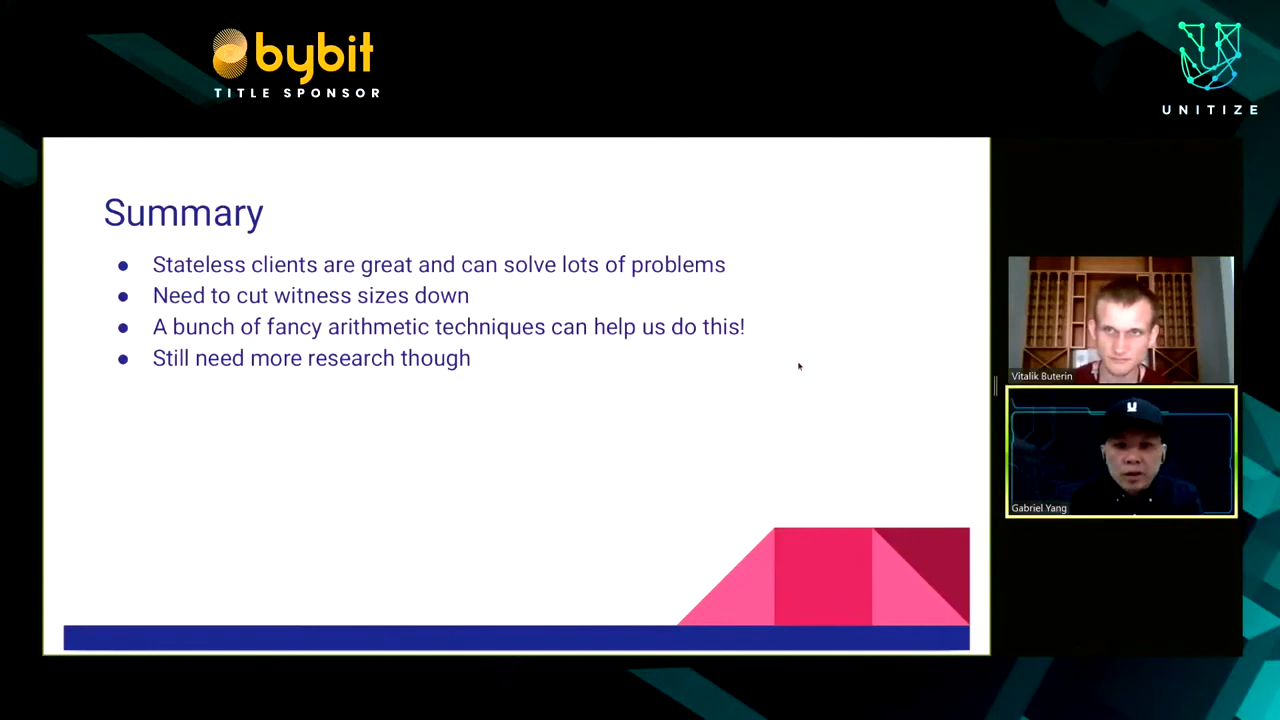 bybit
TITLE SPONSOR
UNITIZE
Summary
● Stateless clients are great and can solve lots of problems
● Need to cut witness sizes down
● A bunch of fancy arithmetic techniques can help us do this!
● Still need more research though
Vitalik Buterin
Gabriel Yang